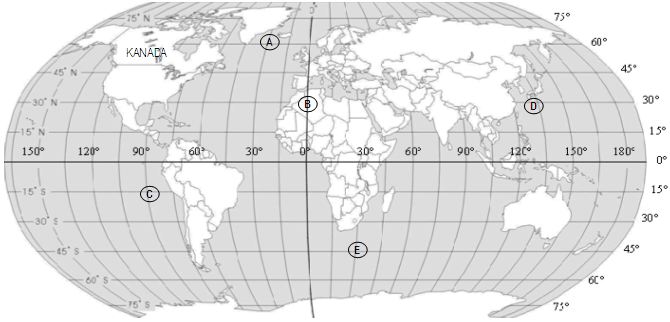 75° N 0° 75°
A 60°
KANADA
45° N 45°
B
30° N D 30°
15° N 15°
150° 120° 90° 60° 30° 0° 30° 60° 90° 120° 150° 180° 0°
C
15° S 15°
30° S 30°
E
45° S 45°
60° S 60°
75° S 75°